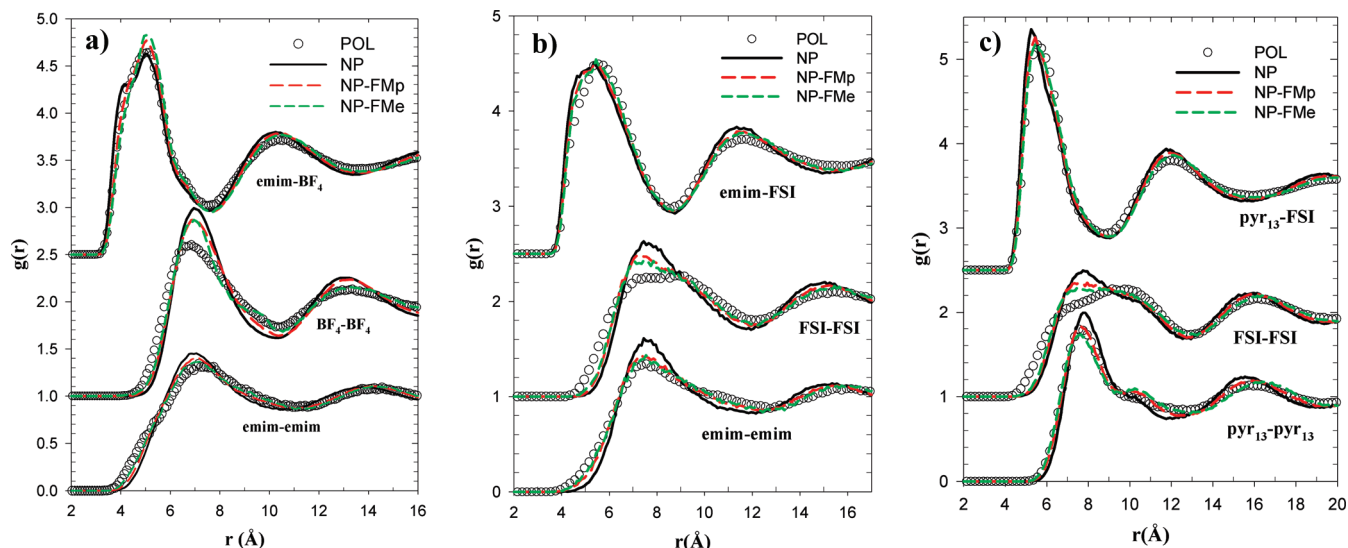 a)
POL
NP
NP-FMp
NP-FMe
5.0
4.5
4.0
3.5
3.0
2.5
2.0
1.5
1.0
0.5
0.0
g(r)
emim-BF4
BF4-BF4
emim-emim
2 4 6 8 10 12 14 16
r (Å)
b)
POL
NP
NP-FMp
NP-FMe
5
4
3
2
1
0
g(r)
emim-FSI
FSI-FSI
emim-emim
2 4 6 8 10 12 14 16
r(Å)
c)
POL
NP
NP-FMp
NP-FMe
5
4
3
2
1
0
g(r)
pyr13-FSI
FSI-FSI
pyr13-pyr13
2 4 6 8 10 12 14 16 18 20
r(Å)